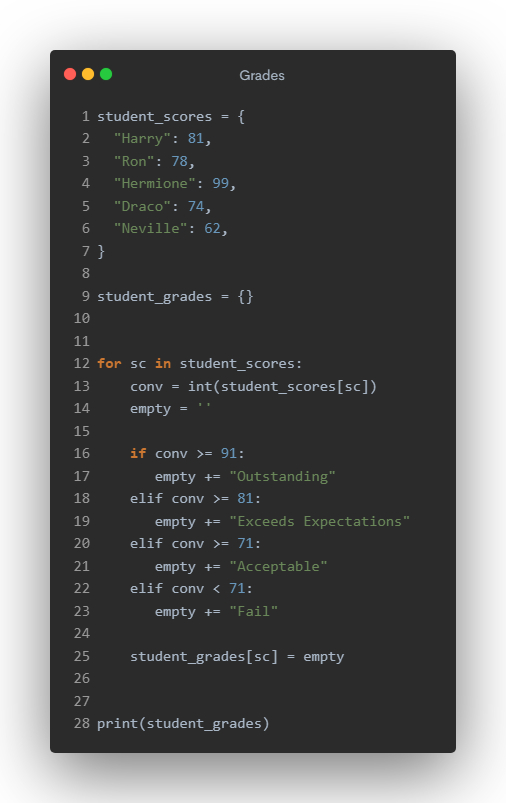 Grades
1 student_scores = {
2   "Harry": 81,
3   "Ron": 78,
4   "Hermione": 99,
5   "Draco": 74,
6   "Neville": 62,
7 }
8
9 student_grades = {}
10
11
12 for sc in student_scores:
13     conv = int(student_scores[sc])
14     empty = ''
15
16     if conv >= 91:
17        empty += "Outstanding"
18     elif conv >= 81:
19        empty += "Exceeds Expectations"
20     elif conv >= 71:
21        empty += "Acceptable"
22     elif conv < 71:
23        empty += "Fail"
24
25     student_grades[sc] = empty
26
27
28 print(student_grades)